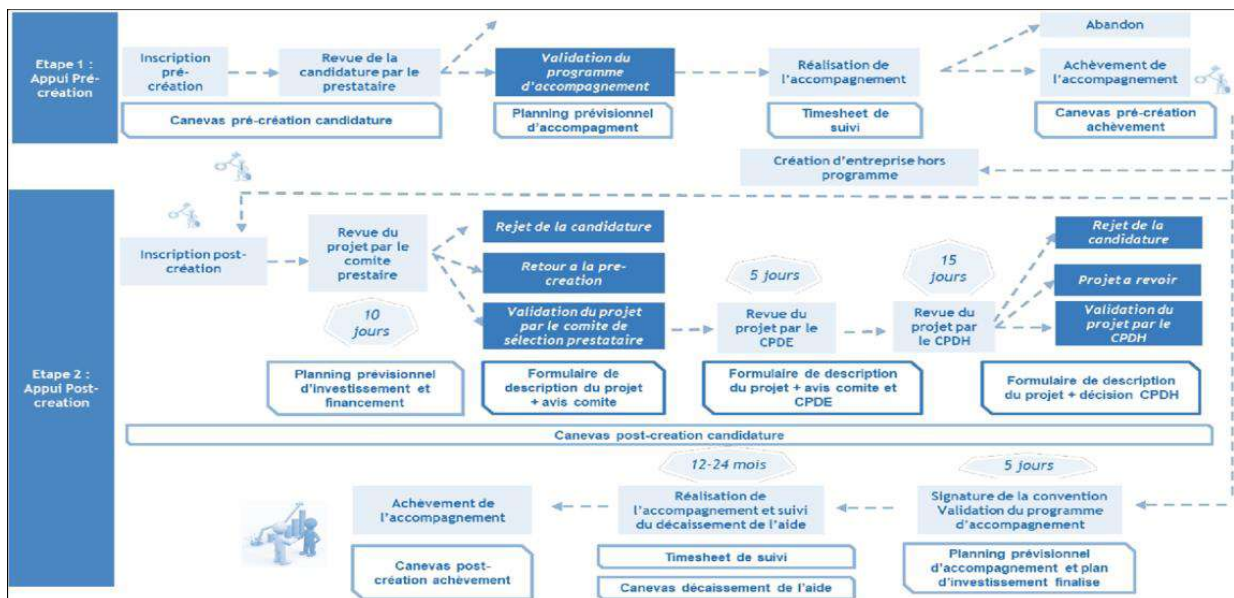 Etape 1 :
Appui Pré-
création
Inscription
pré-
création
Revue de
la candidature par le
prestataire
Validation du
programme
d'accompagnement
Réalisation de
l'accompagnement
Abandon
Achèvement de
l'accompagnement
Canevas pré-création candidature
Planning prévisionnel
d'accompagment
Timesheet de
suivi
Canevas pré-création
achèvement
Création d'entreprise hors
programme
Etape 2 :
Appui Post-
creation
Inscription post-
création
Revue du
projet par le
comite
prestaire
Rejet de la candidature
Retour a la pre-
creation
Validation du projet
par le comite de
sélection prestataire
10
jours
5 jours
Revue du
projet par le
CPDE
15
jours
Revue du
projet par
le CPDH
Rejet de la
candidature
Projet a revoir
Validation du
projet par le
CPDH
Planning prévisionnel
d'investissement et
financement
Formulaire de
description du projet
+ avis comite
Formulaire de description
du projet + avis comite et
CPDE
Formulaire de description
du projet + décision CPDH
Canevas post-creation candidature
12-24 mois
5 jours
Achèvement de
l'accompagnement
Réalisation de
l'accompagnement et suivi
du décaissement de l'aide
Signature de la convention
Validation du programme
d'accompagnement
Canevas post-
création achèvement
Timesheet de suivi
Canevas décaissement de l'aide
Planning prévisionnel
d'accompagnement et plan
d'investissement finalise